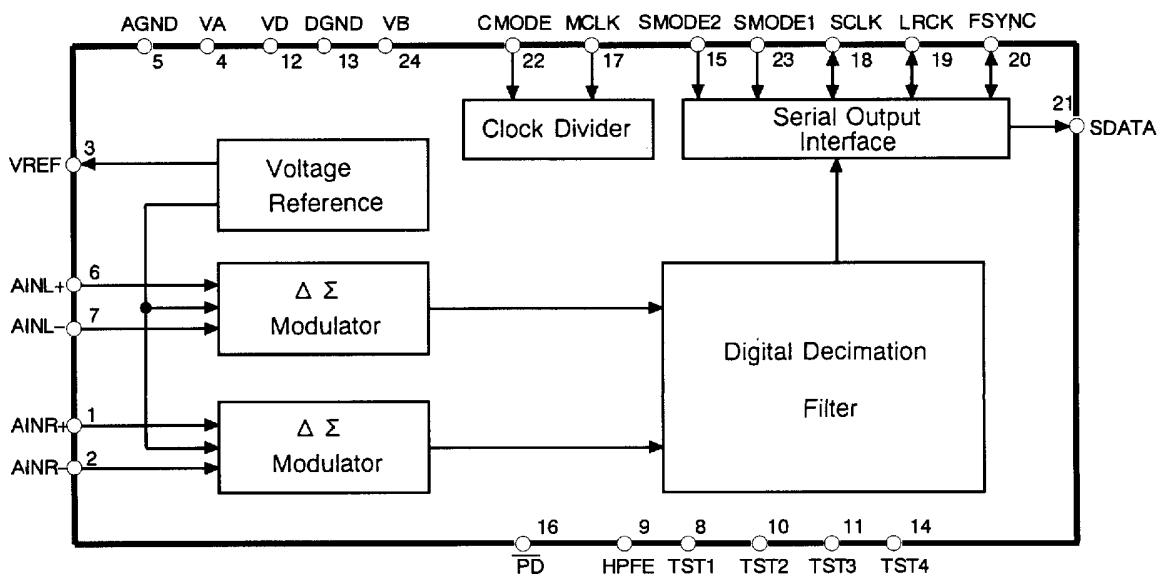 AGND VA VD DGND VB CMODE MCLK SMODE2 SMODE1 SCLK LRCK FSYNC
5 4 12 13 24 22 17 15 23 18 19 20
21
SDATA
Clock Divider
Serial Output
Interface
3
VREF
Voltage
Reference
6
AINL+
7
AINL-
Δ Σ
Modulator
Digital Decimation
Filter
1
AINR+
2
AINR-
Δ Σ
Modulator
16 9 8 10 11 14
PD HPFE TST1 TST2 TST3 TST4